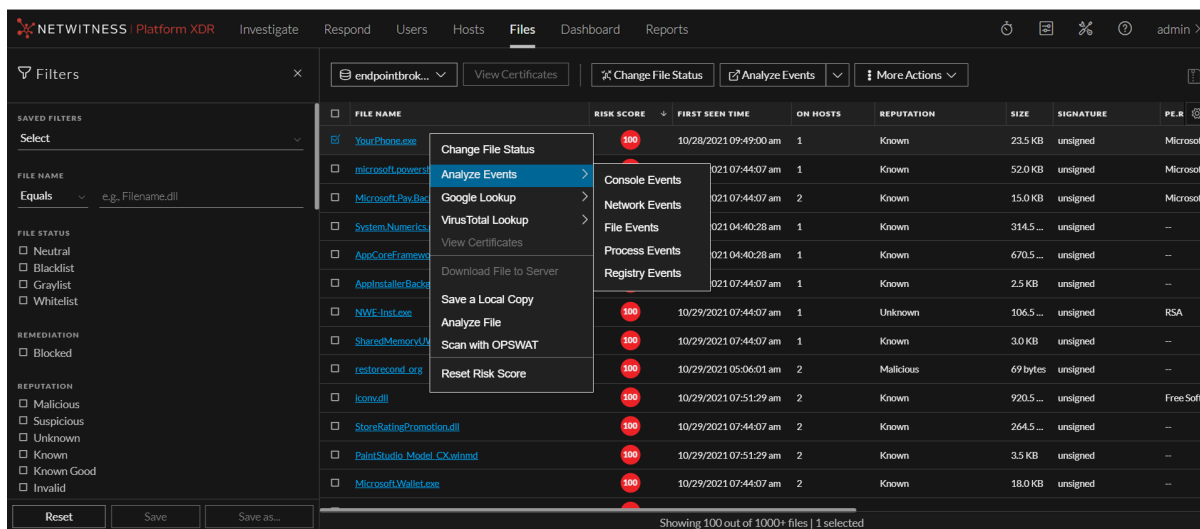 NETWITNESS Platform XDR Investigate Respond Users Hosts Files Dashboard Reports admin
Filters
endpointbrok... View Certificates Change File Status Analyze Events More Actions
SAVED FILTERS
Select
FILE NAME
Equals e.g., Filename.dll
FILE STATUS
Neutral
Blacklist
Graylist
Whitelist
REMEDIATION
Blocked
REPUTATION
Malicious
Suspicious
Unknown
Known
Known Good
Invalid
Reset Save Save as...
FILE NAME RISK SCORE FIRST SEEN TIME ON HOSTS REPUTATION SIZE SIGNATURE PE.R
YourPhone.exe 100 10/28/2021 09:49:00 am 1 Known 23.5 KB unsigned Microsof
microsoft.powersh 021 07:44:07 am 1 Known 52.0 KB unsigned Microsof
Microsoft.Pay.Bac 021 07:44:07 am 2 Known 15.0 KB unsigned Microsof
System.Numerics. 021 04:40:28 am 1 Known 314.5 ... unsigned --
AppCoreFramewo 021 04:40:28 am 1 Known 670.5 ... unsigned --
AppInstallerBackg 021 07:44:07 am 1 Known 2.5 KB unsigned --
NWE-Inst.exe 100 10/29/2021 07:44:07 am 1 Unknown 106.5 ... unsigned RSA
SharedMemoryUW 100 10/29/2021 07:44:07 am 1 Known 3.0 KB unsigned --
restorecond_org 100 10/29/2021 05:06:01 am 2 Malicious 69 bytes unsigned --
iconv.dll 100 10/29/2021 07:51:29 am 2 Known 920.5 ... unsigned Free Soft
StoreRatingPromotion.dll 100 10/29/2021 07:44:07 am 2 Known 264.5 ... unsigned --
PaintStudio_Model_CX.winmd 100 10/29/2021 07:51:29 am 2 Known 3.5 KB unsigned --
Microsoft.Wallet.exe 100 10/29/2021 07:44:07 am 2 Known 18.0 KB unsigned --
Change File Status
Analyze Events
Google Lookup
VirusTotal Lookup
View Certificates
Download File to Server
Save a Local Copy
Analyze File
Scan with OPSWAT
Reset Risk Score
Console Events
Network Events
File Events
Process Events
Registry Events
Showing 100 out of 1000+ files | 1 selected